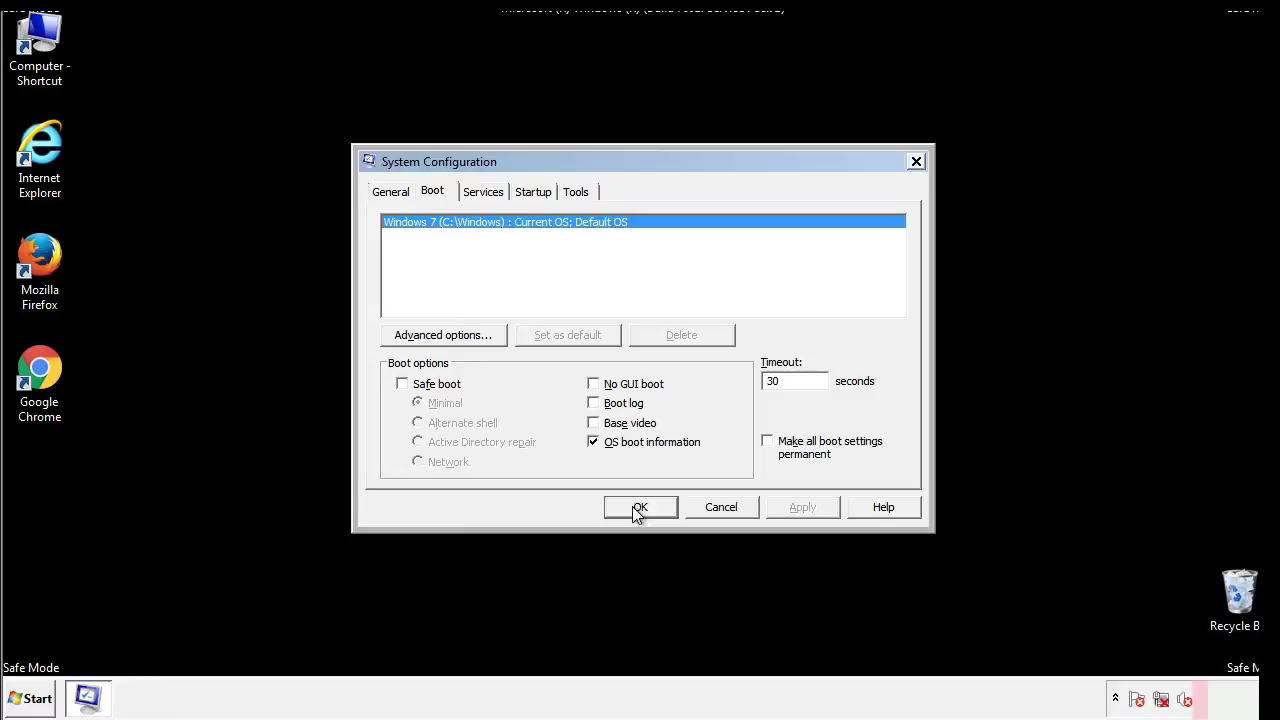 Computer -
Shortcut
Internet
Explorer
Mozilla
Firefox
Google
Chrome
System Configuration
General Boot Services Startup Tools
Windows 7 (C:\Windows) : Current OS; Default OS
Advanced options... Set as default Delete
Boot options
Safe boot
Minimal
Alternate shell
Active Directory repair
Network
No GUI boot
Boot log
Base video
OS boot information
Timeout:
30 seconds
Make all boot settings
permanent
OK Cancel Apply Help
Recycle B
Safe Mode Safe M
Start